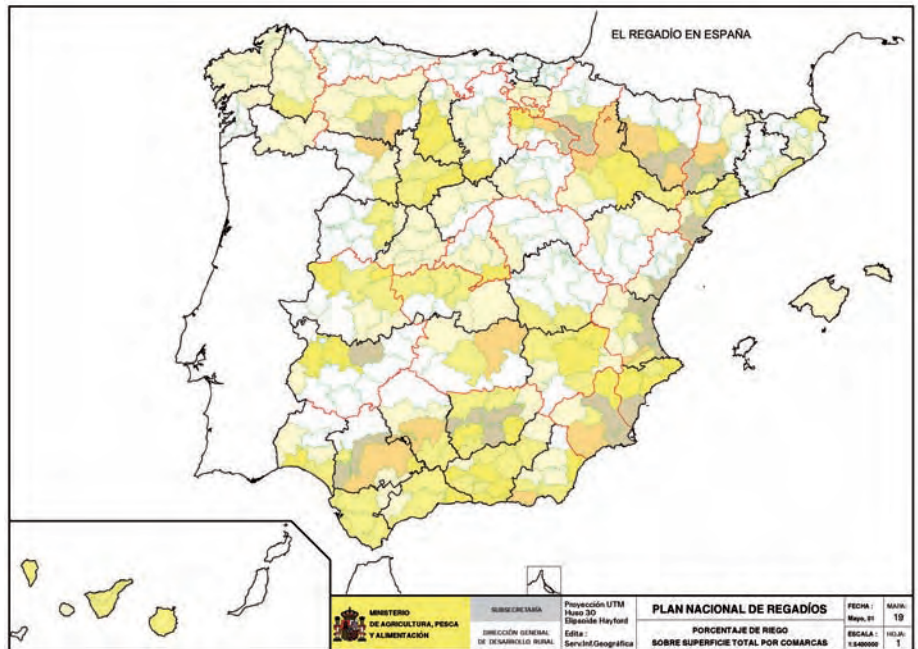 EL REGADÍO EN ESPAÑA
MINISTERIO
DE AGRICULTURA, PESCA
Y ALIMENTACIÓN
SUBSECRETARÍA
DIRECCIÓN GENERAL
DE DESARROLLO RURAL
Proyección UTM
Huso 30
Elipsoide Hayford
Edita :
Serv.Inf.Geográfica
PLAN NACIONAL DE REGADÍOS
PORCENTAJE DE RIEGO
SOBRE SUPERFICIE TOTAL POR COMARCAS
FECHA :
Mayo, 01
ESCALA :
1:5400000
MAPA:
19
HOJA:
1